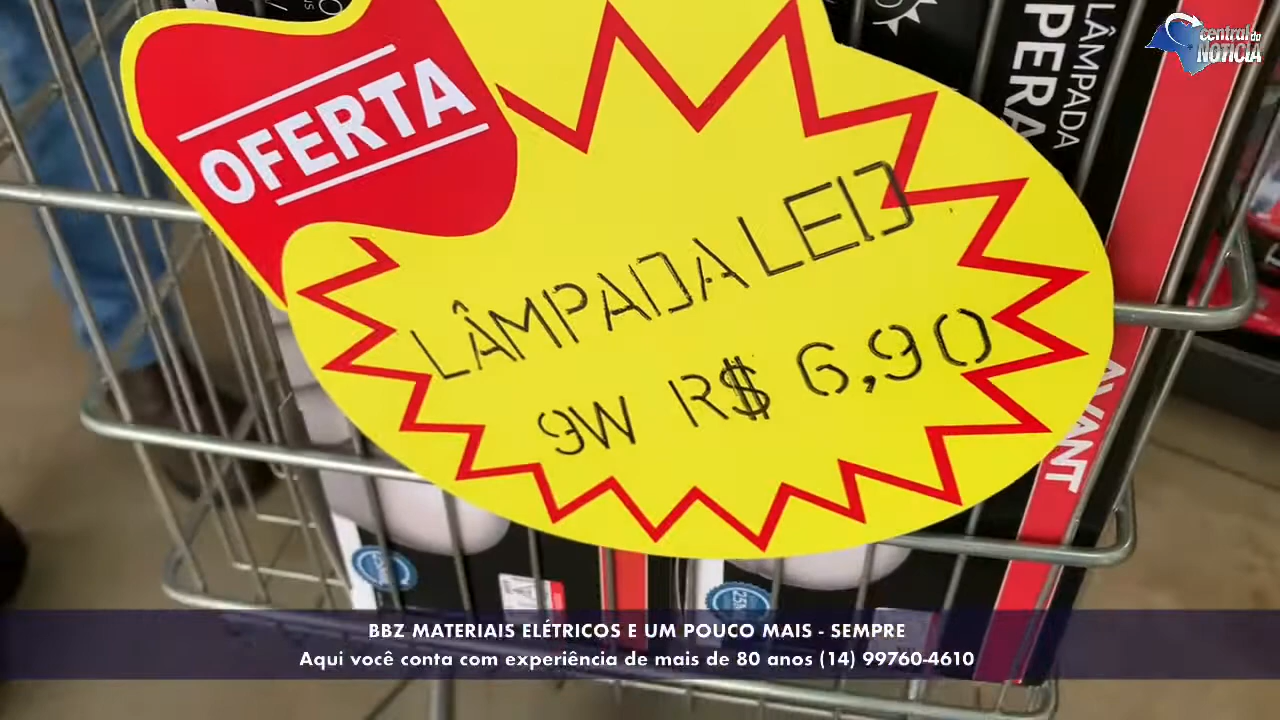 central da
NOTÍCIA
OFERTA
LÂMPADA
PERA
LÂMPADA LED
9W R$ 6,90
AVANT
BBZ MATERIAIS ELÉTRICOS E UM POUCO MAIS - SEMPRE
Aqui você conta com experiência de mais de 80 anos (14) 99760-4610